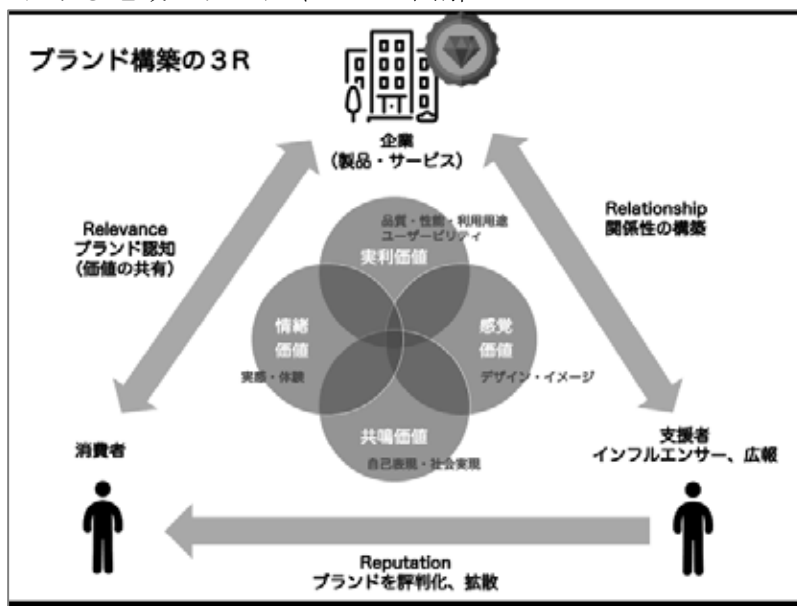 ブランド構築の3R
企業
(製品・サービス)
Relevance
ブランド認知
(価値の共有)
Relationship
関係性の構築
品質・性能・利用用途
ユーザービリティ
実利価値
情緒
価値
実感・体験
感覚
価値
デザイン・イメージ
共鳴価値
自己表現・社会実現
消費者
支援者
インフルエンサー、広報
Reputation
ブランドを評判化、拡散